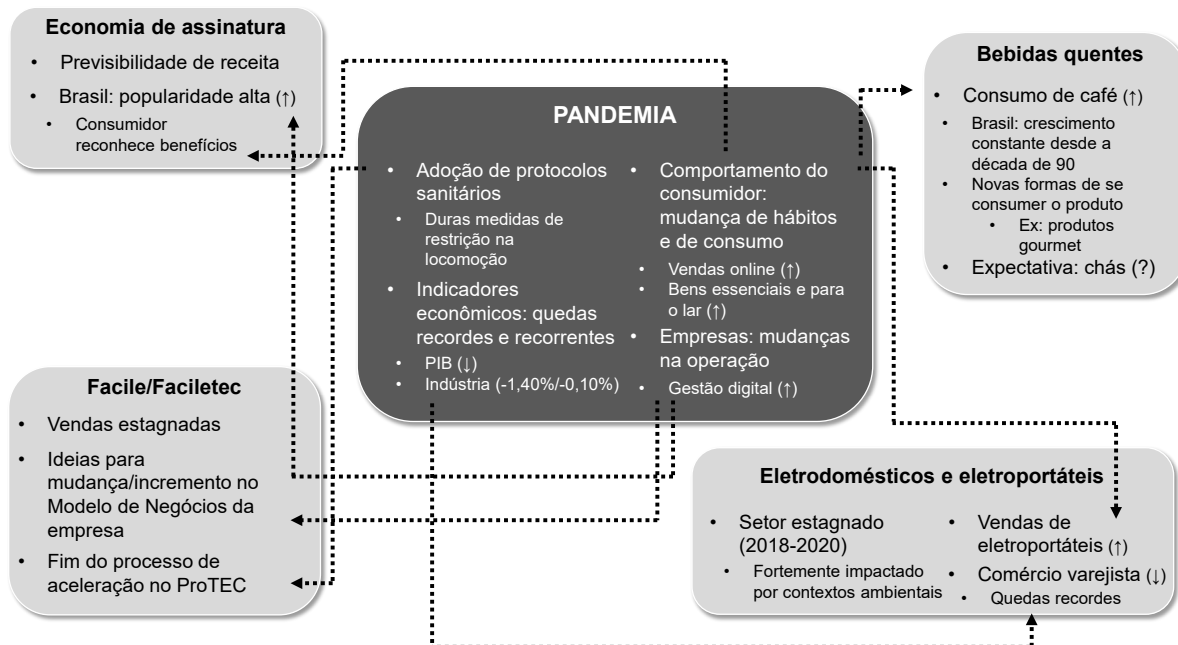 Economia de assinatura
• Previsibilidade de receita
• Brasil: popularidade alta (↑)
• Consumidor
reconhece benefícios
PANDEMIA
• Adoção de protocolos
sanitários
• Duras medidas de
restrição na
locomoção
• Indicadores
econômicos: quedas
recordes e recorrentes
• PIB (↓)
• Indústria (-1,40%/-0,10%)
• Comportamento do
consumidor:
mudança de hábitos
e de consumo
• Vendas online (↑)
• Bens essenciais e para
o lar (↑)
• Empresas: mudanças
na operação
• Gestão digital (↑)
Bebidas quentes
• Consumo de café (↑)
• Brasil: crescimento
constante desde a
década de 90
• Novas formas de se
consumer o produto
• Ex: produtos
gourmet
• Expectativa: chás (?)
Facile/Faciletec
• Vendas estagnadas
• Ideias para
mudança/incremento no
Modelo de Negócios da
empresa
• Fim do processo de
aceleração no ProTEC
Eletrodomésticos e eletroportáteis
• Setor estagnado
(2018-2020)
• Fortemente impactado
por contextos ambientais
• Vendas de
eletroportáteis (↑)
• Comércio varejista (↓)
• Quedas recordes